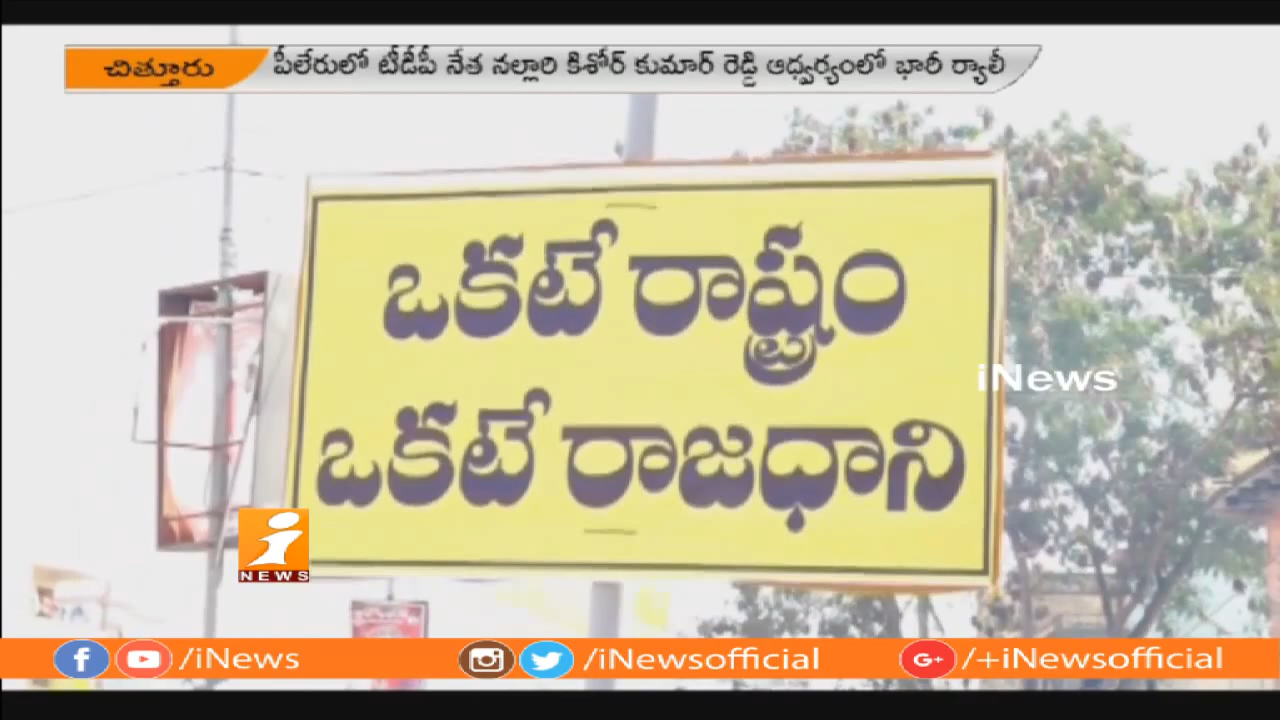 చిత్తూరు
పీలేరులో టీడీపీ నేత నల్లారి కిశోర్ కుమార్ రెడ్డి ఆధ్వర్యంలో భారీ ర్యాలీ
ఒకటే రాష్ట్రం
ఒకటే రాజధాని
iNews
i
NEWS
/iNews
/iNewsofficial
G+ /+iNewsofficial